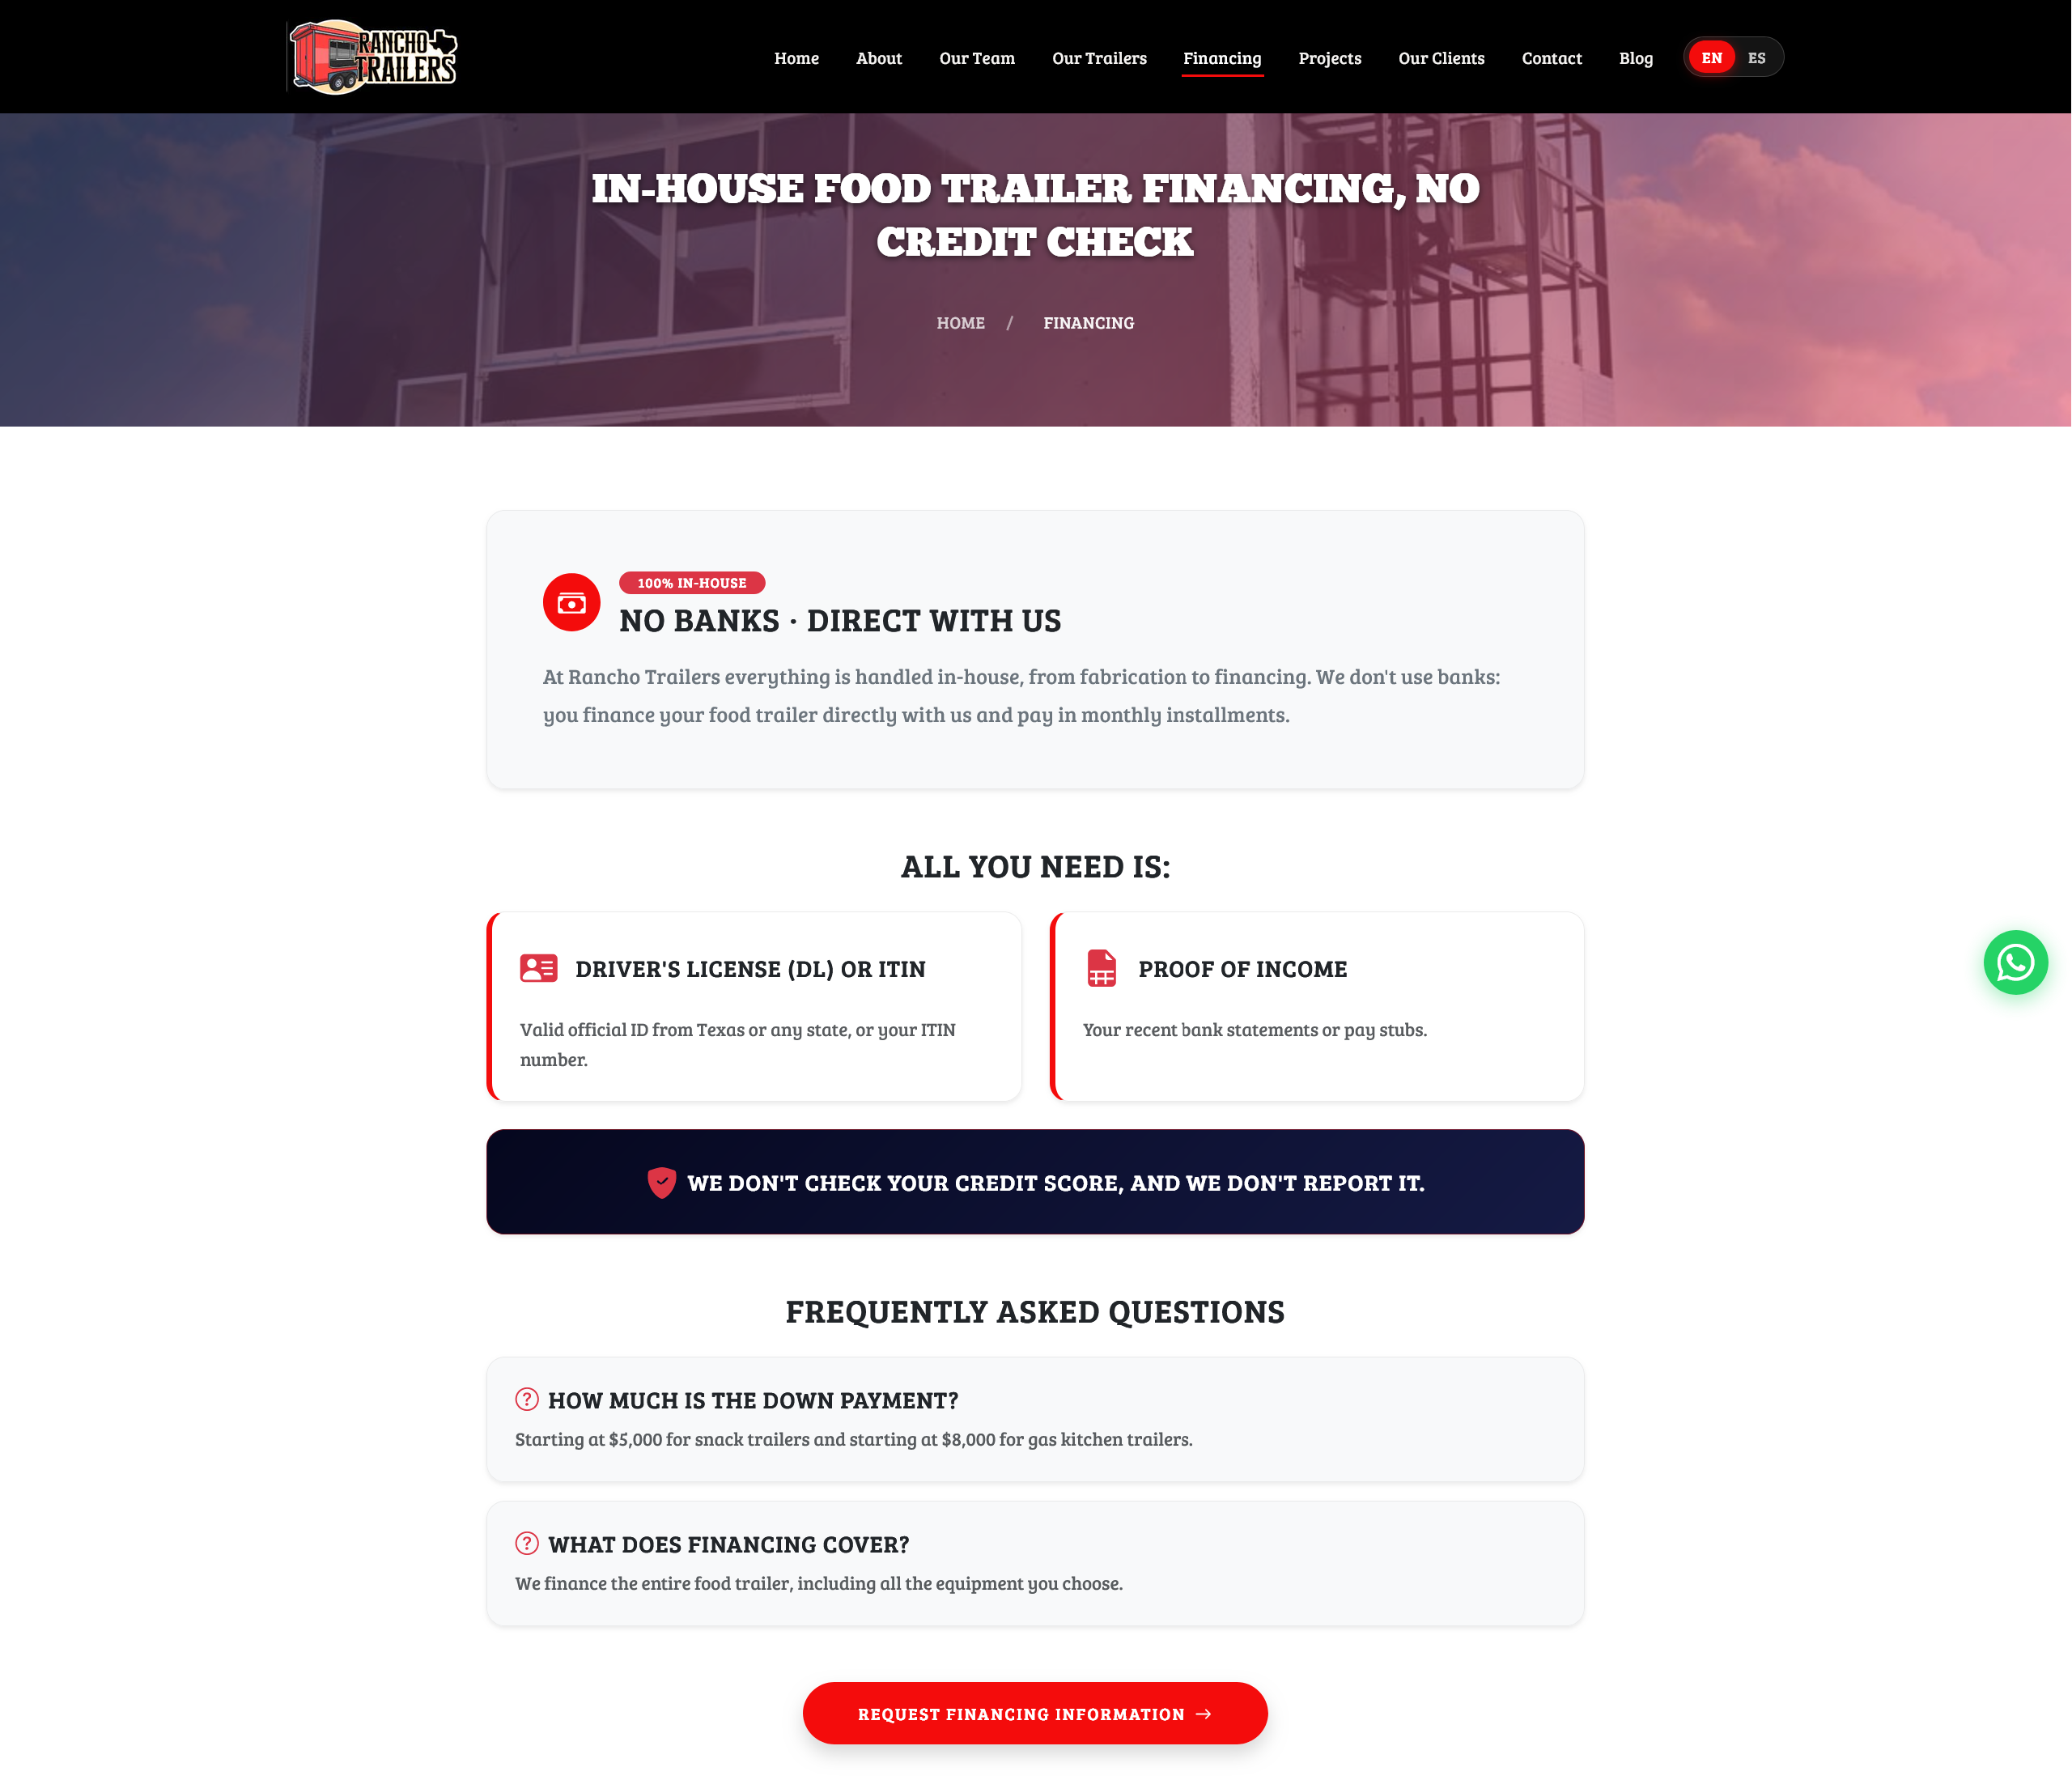 RANCHO
TRAILERS
Home About Our Team Our Trailers Financing Projects Our Clients Contact Blog EN ES
IN-HOUSE FOOD TRAILER FINANCING, NO
CREDIT CHECK
HOME / FINANCING
100% IN-HOUSE
NO BANKS · DIRECT WITH US
At Rancho Trailers everything is handled in-house, from fabrication to financing. We don't use banks:
you finance your food trailer directly with us and pay in monthly installments.
ALL YOU NEED IS:
DRIVER'S LICENSE (DL) OR ITIN
Valid official ID from Texas or any state, or your ITIN
number.
PROOF OF INCOME
Your recent bank statements or pay stubs.
WE DON'T CHECK YOUR CREDIT SCORE, AND WE DON'T REPORT IT.
FREQUENTLY ASKED QUESTIONS
HOW MUCH IS THE DOWN PAYMENT?
Starting at $5,000 for snack trailers and starting at $8,000 for gas kitchen trailers.
WHAT DOES FINANCING COVER?
We finance the entire food trailer, including all the equipment you choose.
REQUEST FINANCING INFORMATION →